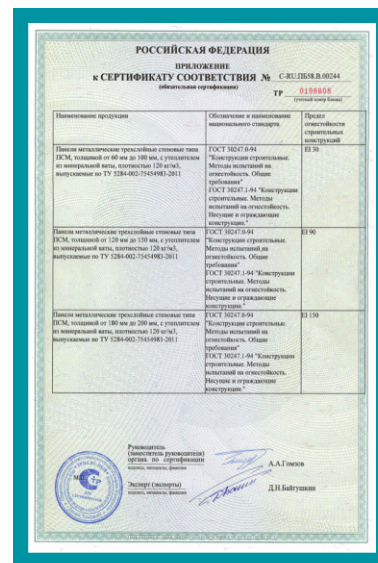 РОССИЙСКАЯ ФЕДЕРАЦИЯ
ПРИЛОЖЕНИЕ
к СЕРТИФИКАТУ СООТВЕТСТВИЯ № C-RU.ПБ58.В.00244
(обязательная сертификация)
ТР 0198608
(учетный номер бланка)
Наименование продукции
Обозначение и наименование
национального стандарта
Предел
огнестойкости
строительных
конструкций
Панели металлические трехслойные стеновые типа
ПСМ, толщиной от 60 мм до 100 мм, с утеплителем
из минеральной ваты, плотностью 120 кг/м3,
выпускаемые по ТУ 5284-002-75454983-2011
ГОСТ 30247.0-94
"Конструкции строительные.
Методы испытаний на
огнестойкость. Общие
требования"
ГОСТ 30247.1-94 "Конструкции
строительные. Методы
испытаний на огнестойкость.
Несущие и ограждающие
конструкции."
EI 30
Панели металлические трехслойные стеновые типа
ПСМ, толщиной от 120 мм до 150 мм, с утеплителем
из минеральной ваты, плотностью 120 кг/м3,
выпускаемые по ТУ 5284-002-75454983-2011
ГОСТ 30247.0-94
"Конструкции строительные.
Методы испытаний на
огнестойкость. Общие
требования"
ГОСТ 30247.1-94 "Конструкции
строительные. Методы
испытаний на огнестойкость.
Несущие и ограждающие
конструкции."
EI 90
Панели металлические трехслойные стеновые типа
ПСМ, толщиной от 180 мм до 200 мм, с утеплителем
из минеральной ваты, плотностью 120 кг/м3,
выпускаемые по ТУ 5284-002-75454983-2011
ГОСТ 30247.0-94
"Конструкции строительные.
Методы испытаний на
огнестойкость. Общие
требования"
ГОСТ 30247.1-94 "Конструкции
строительные. Методы
испытаний на огнестойкость.
Несущие и ограждающие
конструкции."
EI 150
Руководитель
(заместитель руководителя)
органа по сертификации
подпись, инициалы, фамилия
А.А.Гомзов
М.П.
Эксперт (эксперты)
подпись, инициалы, фамилия
Д.Н.Байгушкин